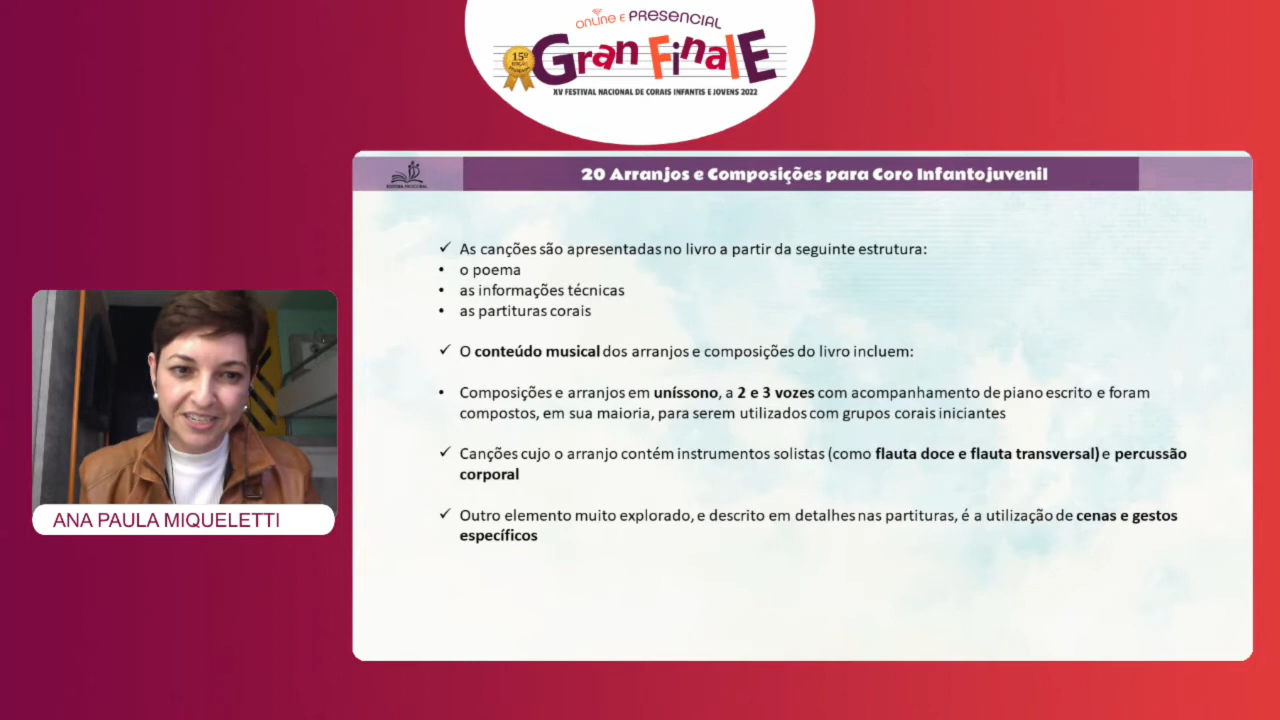 ONLINE E PRESENCIAL
15º
Gran Finale
XV FESTIVAL NACIONAL DE CORAIS INFANTIS E JOVENS 2022
20 Arranjos e Composições para Coro Infantojuvenil
✓ As canções são apresentadas no livro a partir da seguinte estrutura:
• o poema
• as informações técnicas
• as partituras corais
✓ O conteúdo musical dos arranjos e composições do livro incluem:
• Composições e arranjos em uníssono, a 2 e 3 vozes com acompanhamento de piano escrito e foram
compostos, em sua maioria, para serem utilizados com grupos corais iniciantes
✓ Canções cujo o arranjo contém instrumentos solistas (como flauta doce e flauta transversal) e percussão
corporal
✓ Outro elemento muito explorado, e descrito em detalhes nas partituras, é a utilização de cenas e gestos
específicos
ANA PAULA MIQUELETTI